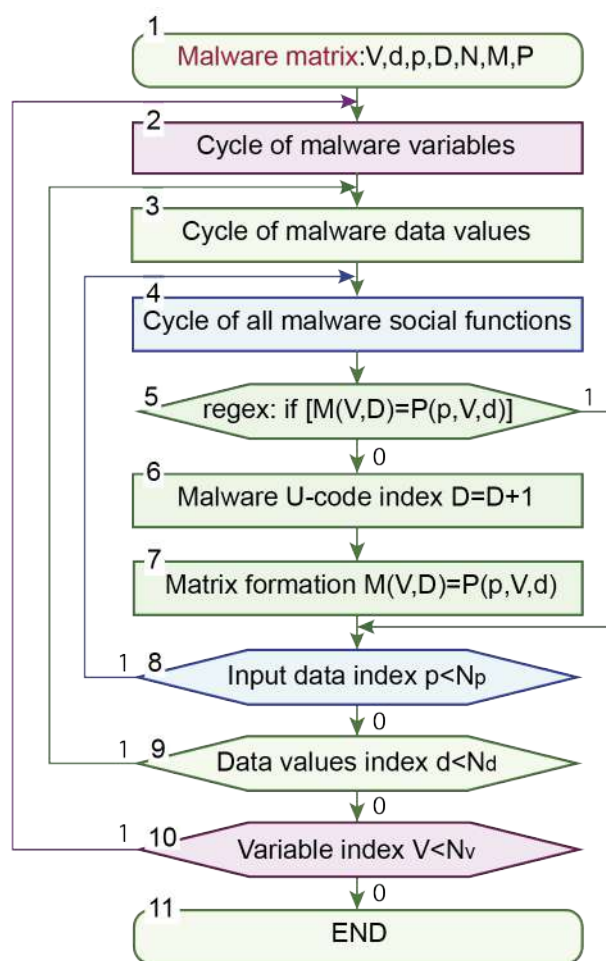 1
Malware matrix:V,d,p,D,N,M,P
2
Cycle of malware variables
3
Cycle of malware data values
4
Cycle of all malware social functions
5
regex: if [M(V,D)=P(p,V,d)]
1
0
6
Malware U-code index D=D+1
7
Matrix formation M(V,D)=P(p,V,d)
1
8
Input data index p<Np
0
1
9
Data values index d<Nd
0
1
10
Variable index V<Nv
0
11
END